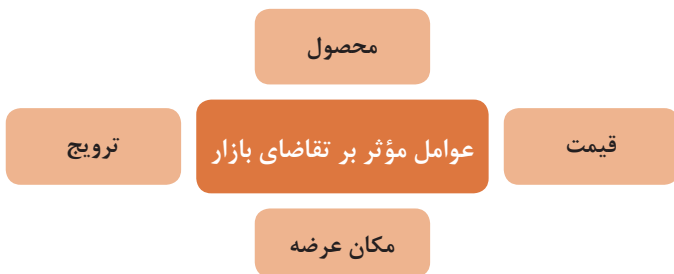 محصول
قیمت
عوامل مؤثر بر تقاضای بازار
ترویج
مکان عرضه